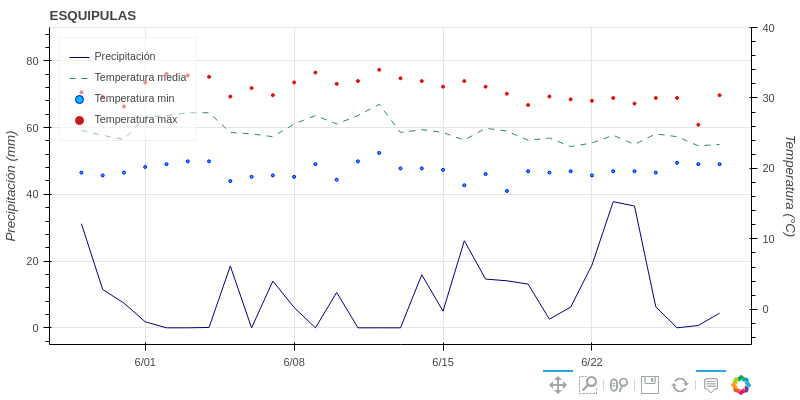 ESQUIPULAS
Precipitación
Temperatura media
Temperatura min
Temperatura max
Precipitación (mm)
80
60
40
20
0
Temperatura (°C)
40
30
20
10
0
6/01
6/08
6/15
6/22